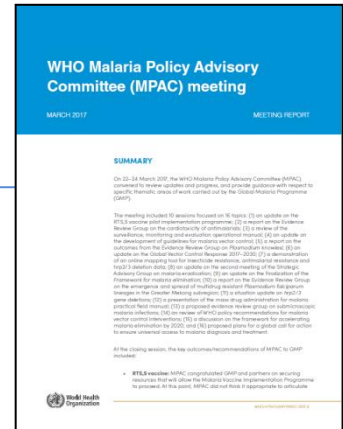 WHO Malaria Policy Advisory
Committee (MPAC) meeting
MARCH 2017
MEETING REPORT
SUMMARY
On 22–24 March 2017, the WHO Malaria Policy Advisory Committee (MPAC)
convened to review updates and progress, and provide guidance with respect to
specific thematic areas of work carried out by the Global Malaria Programme
(GMP).
The meeting included 10 sessions focused on 16 topics: (1) an update on the
RTS,S vaccine pilot implementation programme; (2) a report on the Evidence
Review Group on the cardiotoxicity of antimalarials; (3) a review of the
surveillance, monitoring and evaluation operational manual; (4) an update on
the development of guidelines for malaria vector control; (5) a report on the
outcomes from the Evidence Review Group on Plasmodium knowlesi; (6) an
update on the Global Vector Control Response 2017–2030; (7) a demonstration
of an online mapping tool for insecticide resistance, antimalarial resistance and
hrp2/3 deletion data; (8) an update on the second meeting of the Strategic
Advisory Group on malaria eradication; (9) an update on the finalization of the
Framework for malaria elimination; (10) a report on the Evidence Review Group
on the emergence and spread of multidrug resistant Plasmodium falciparum
lineages in the Greater Mekong subregion; (11) a situation update on hrp2/3
gene deletions; (12) a presentation of the mass drug administration for malaria
practical field manual; (13) a proposed evidence review group on submicroscopic
malaria infections; (14) an review of WHO policy recommendations for malaria
vector control interventions; (15) a discussion on the framework for accelerating
malaria elimination by 2020; and (16) proposed plans for a global call for action
to ensure universal access to malaria diagnosis and treatment.
At the closing session, the key outcomes/recommendations of MPAC to GMP
included:
• RTS,S vaccine: MPAC congratulated GMP and partners on securing
resources that will allow the Malaria Vaccine Implementation Programme
to proceed. At this point, MPAC did not think it appropriate to articulate
World Health
Organization